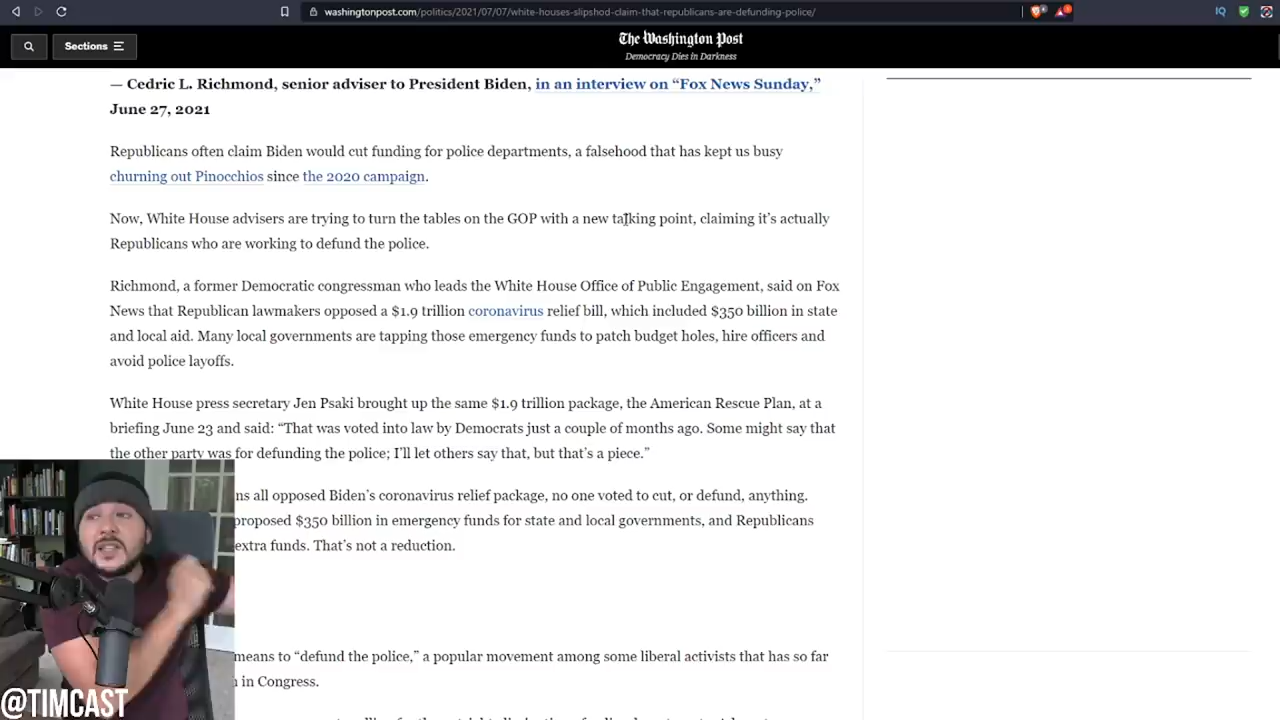 washingtonpost.com/politics/2021/07/07/white-houses-slipshod-claim-that-republicans-are-defunding-police/
Sections
The Washington Post
Democracy Dies in Darkness
— Cedric L. Richmond, senior adviser to President Biden, in an interview on “Fox News Sunday,”
June 27, 2021
Republicans often claim Biden would cut funding for police departments, a falsehood that has kept us busy
churning out Pinocchios since the 2020 campaign.
Now, White House advisers are trying to turn the tables on the GOP with a new talking point, claiming it’s actually
Republicans who are working to defund the police.
Richmond, a former Democratic congressman who leads the White House Office of Public Engagement, said on Fox
News that Republican lawmakers opposed a $1.9 trillion coronavirus relief bill, which included $350 billion in state
and local aid. Many local governments are tapping those emergency funds to patch budget holes, hire officers and
avoid police layoffs.
White House press secretary Jen Psaki brought up the same $1.9 trillion package, the American Rescue Plan, at a
briefing June 23 and said: “That was voted into law by Democrats just a couple of months ago. Some might say that
the other party was for defunding the police; I’ll let others say that, but that’s a piece.”
ns all opposed Biden’s coronavirus relief package, no one voted to cut, or defund, anything.
proposed $350 billion in emergency funds for state and local governments, and Republicans
extra funds. That’s not a reduction.
means to “defund the police,” a popular movement among some liberal activists that has so far
in Congress.
@TIMCAST